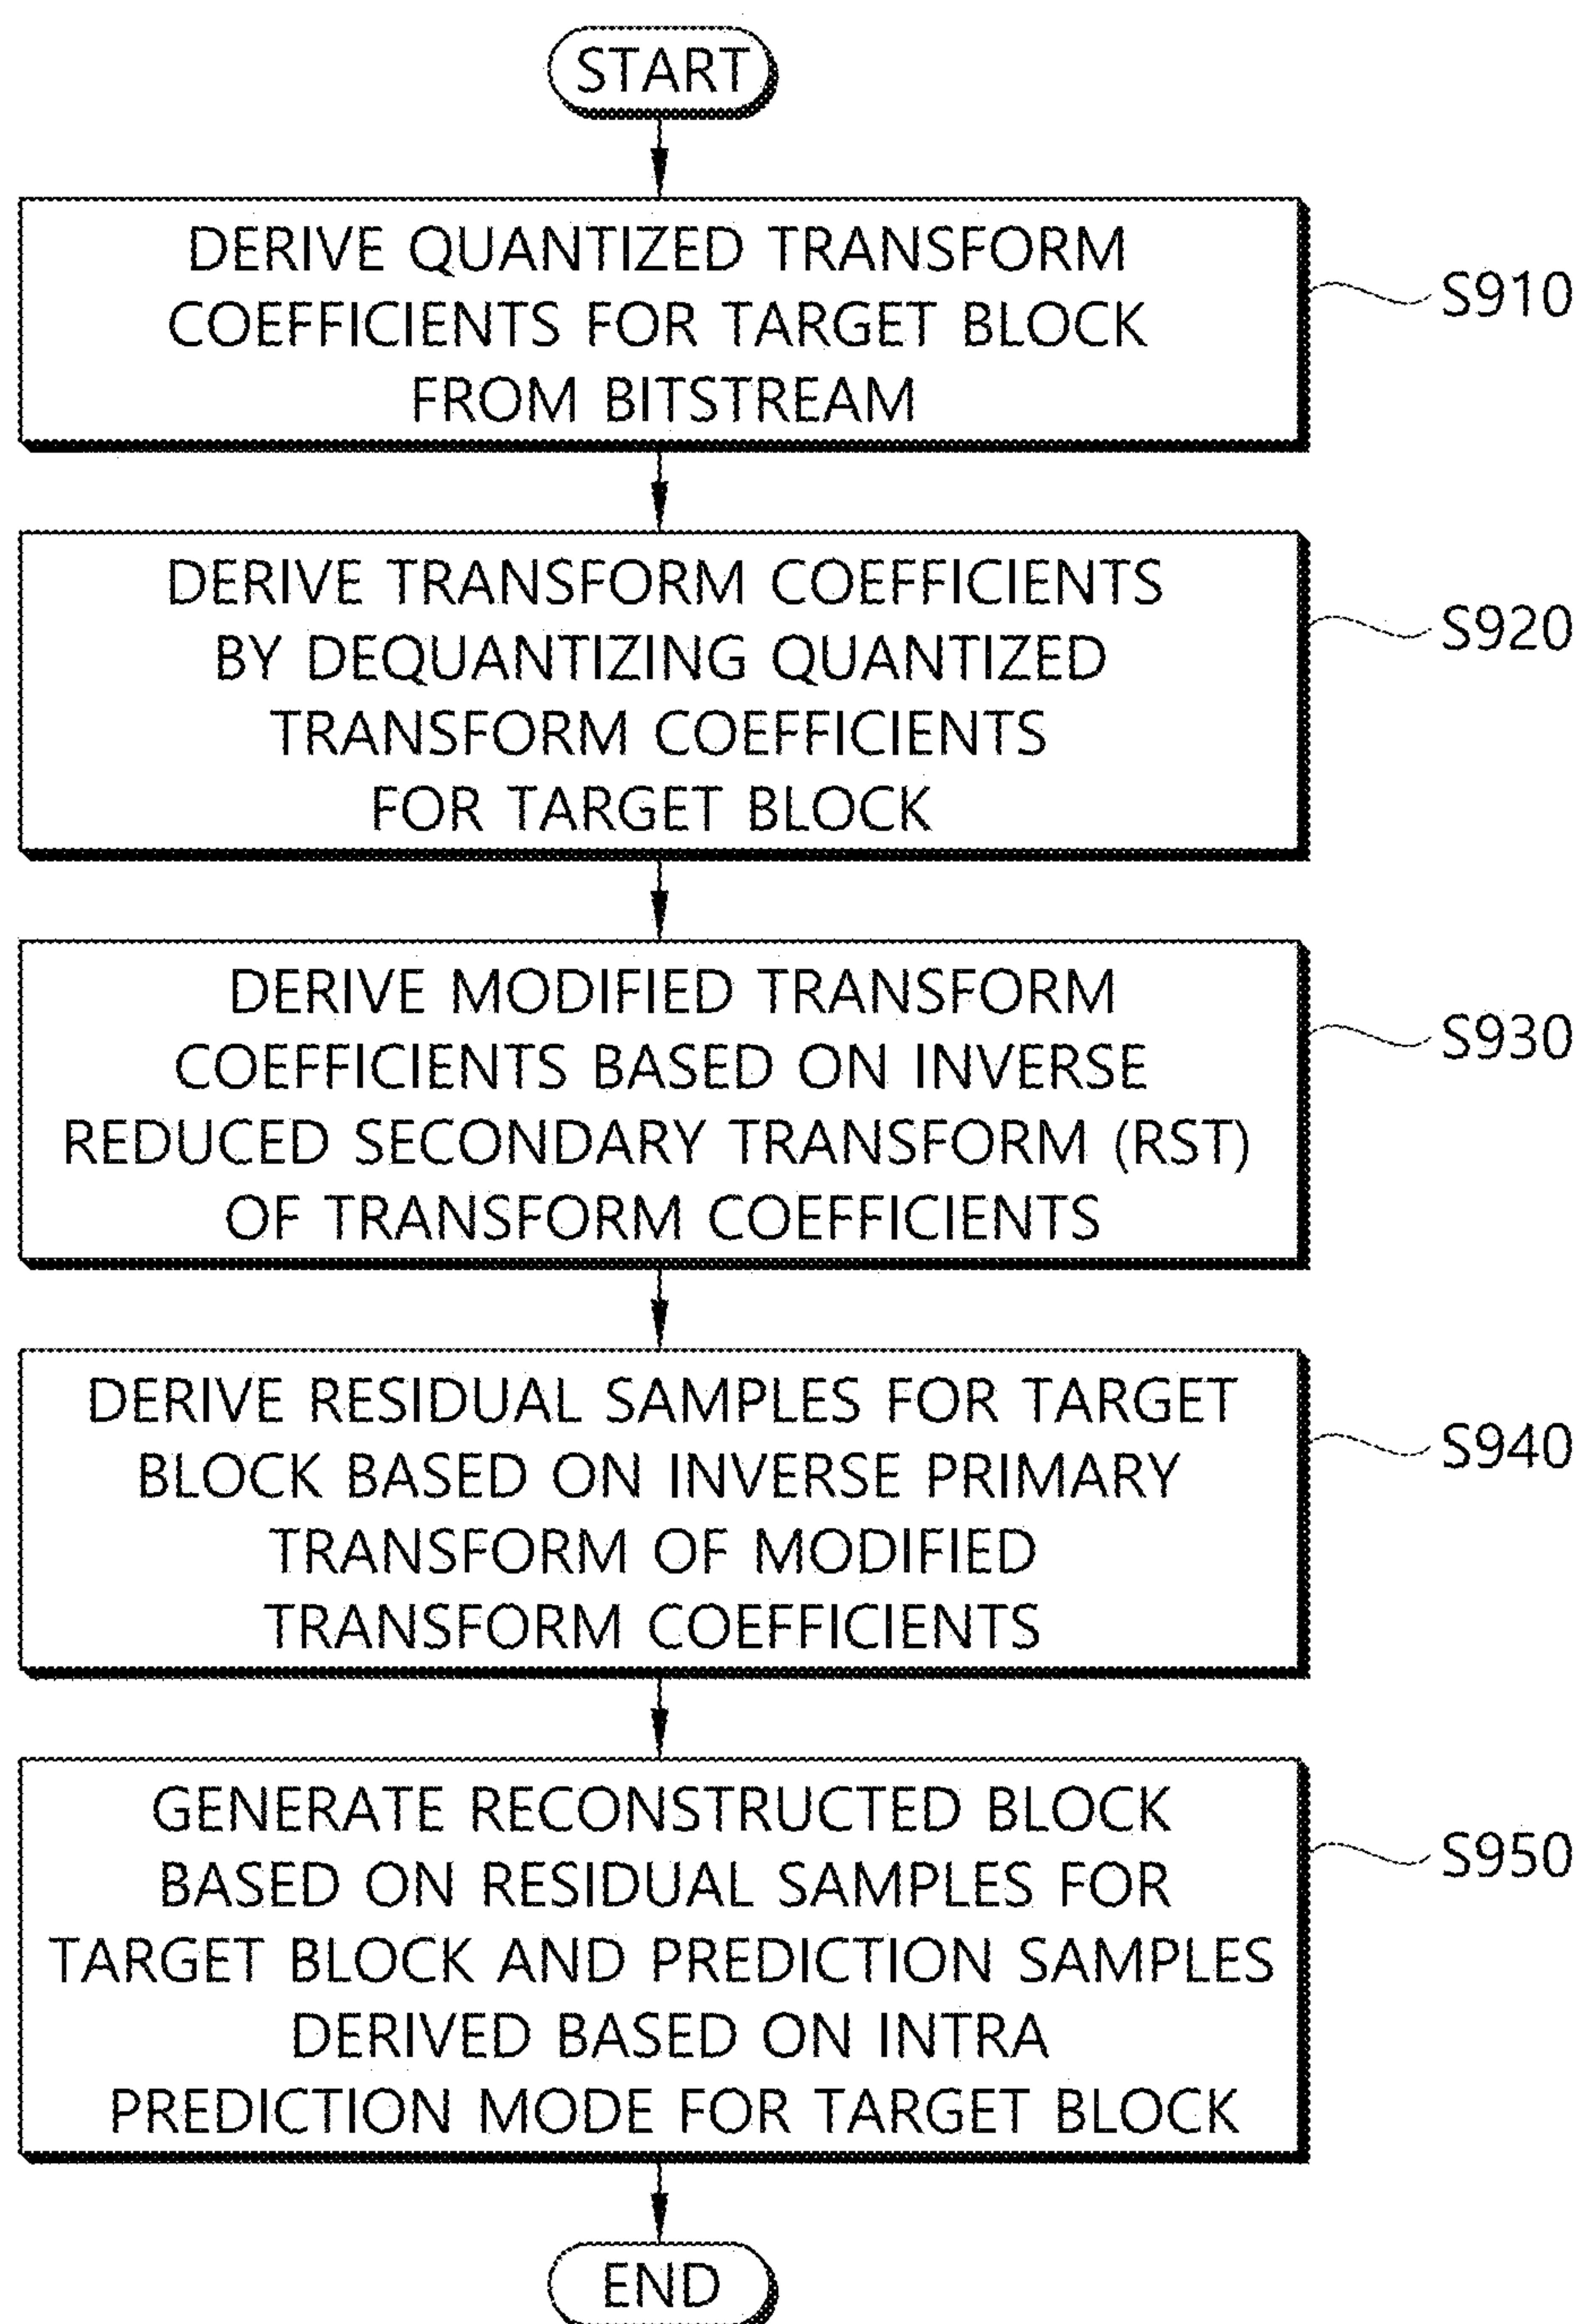 START
DERIVE QUANTIZED TRANSFORM
COEFFICIENTS FOR TARGET BLOCK
FROM BITSTREAM
S910
DERIVE TRANSFORM COEFFICIENTS
BY DEQUANTIZING QUANTIZED
TRANSFORM COEFFICIENTS
FOR TARGET BLOCK
S920
DERIVE MODIFIED TRANSFORM
COEFFICIENTS BASED ON INVERSE
REDUCED SECONDARY TRANSFORM (RST)
OF TRANSFORM COEFFICIENTS
S930
DERIVE RESIDUAL SAMPLES FOR TARGET
BLOCK BASED ON INVERSE PRIMARY
TRANSFORM OF MODIFIED
TRANSFORM COEFFICIENTS
S940
GENERATE RECONSTRUCTED BLOCK
BASED ON RESIDUAL SAMPLES FOR
TARGET BLOCK AND PREDICTION SAMPLES
DERIVED BASED ON INTRA
PREDICTION MODE FOR TARGET BLOCK
S950
END